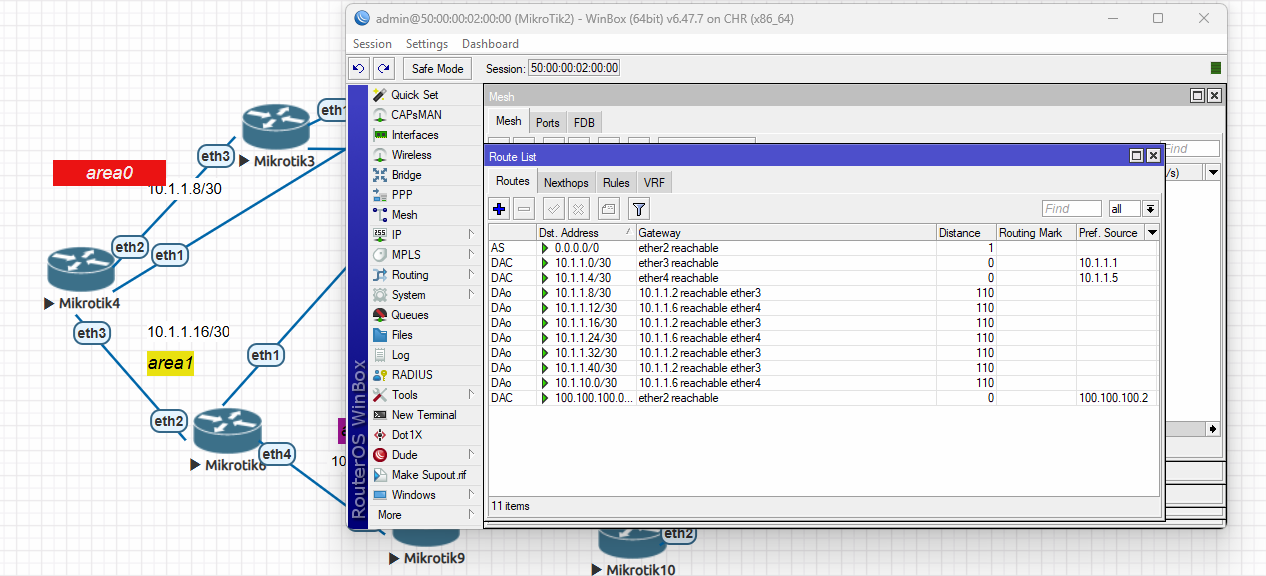 admin@50:00:00:02:00:00 (MikroTik2) - WinBox (64bit) v6.47.7 on CHR (x86_64)
Session Settings Dashboard
Safe Mode Session: 50:00:00:02:00:00
Quick Set
CAPsMAN
Interfaces
Wireless
Bridge
PPP
Mesh
IP
MPLS
Routing
System
Queues
Files
Log
RADIUS
Tools
New Terminal
Dot1X
Dude
Make Supout.rif
Windows
More
RouterOS WinBox
Mesh
Mesh Ports FDB
Find
/s)
Route List
Routes Nexthops Rules VRF
Find all
Dst. Address Gateway Distance Routing Mark Pref. Source
AS 0.0.0.0/0 ether2 reachable 1
DAC 10.1.1.0/30 ether3 reachable 0 10.1.1.1
DAC 10.1.1.4/30 ether4 reachable 0 10.1.1.5
DAo 10.1.1.8/30 10.1.1.2 reachable ether3 110
DAo 10.1.1.12/30 10.1.1.6 reachable ether4 110
DAo 10.1.1.16/30 10.1.1.2 reachable ether3 110
DAo 10.1.1.24/30 10.1.1.6 reachable ether4 110
DAo 10.1.1.32/30 10.1.1.2 reachable ether3 110
DAo 10.1.1.40/30 10.1.1.2 reachable ether3 110
DAo 10.1.10.0/30 10.1.1.6 reachable ether4 110
DAC 100.100.100.0... ether2 reachable 0 100.100.100.2
11 items
eth1
Mikrotik3
eth3
area0
10.1.1.8/30
eth2
eth1
Mikrotik4
eth3
10.1.1.16/30
area1
eth1
eth2
Mikrotik6
eth4
10
Mikrotik9
eth2
Mikrotik10